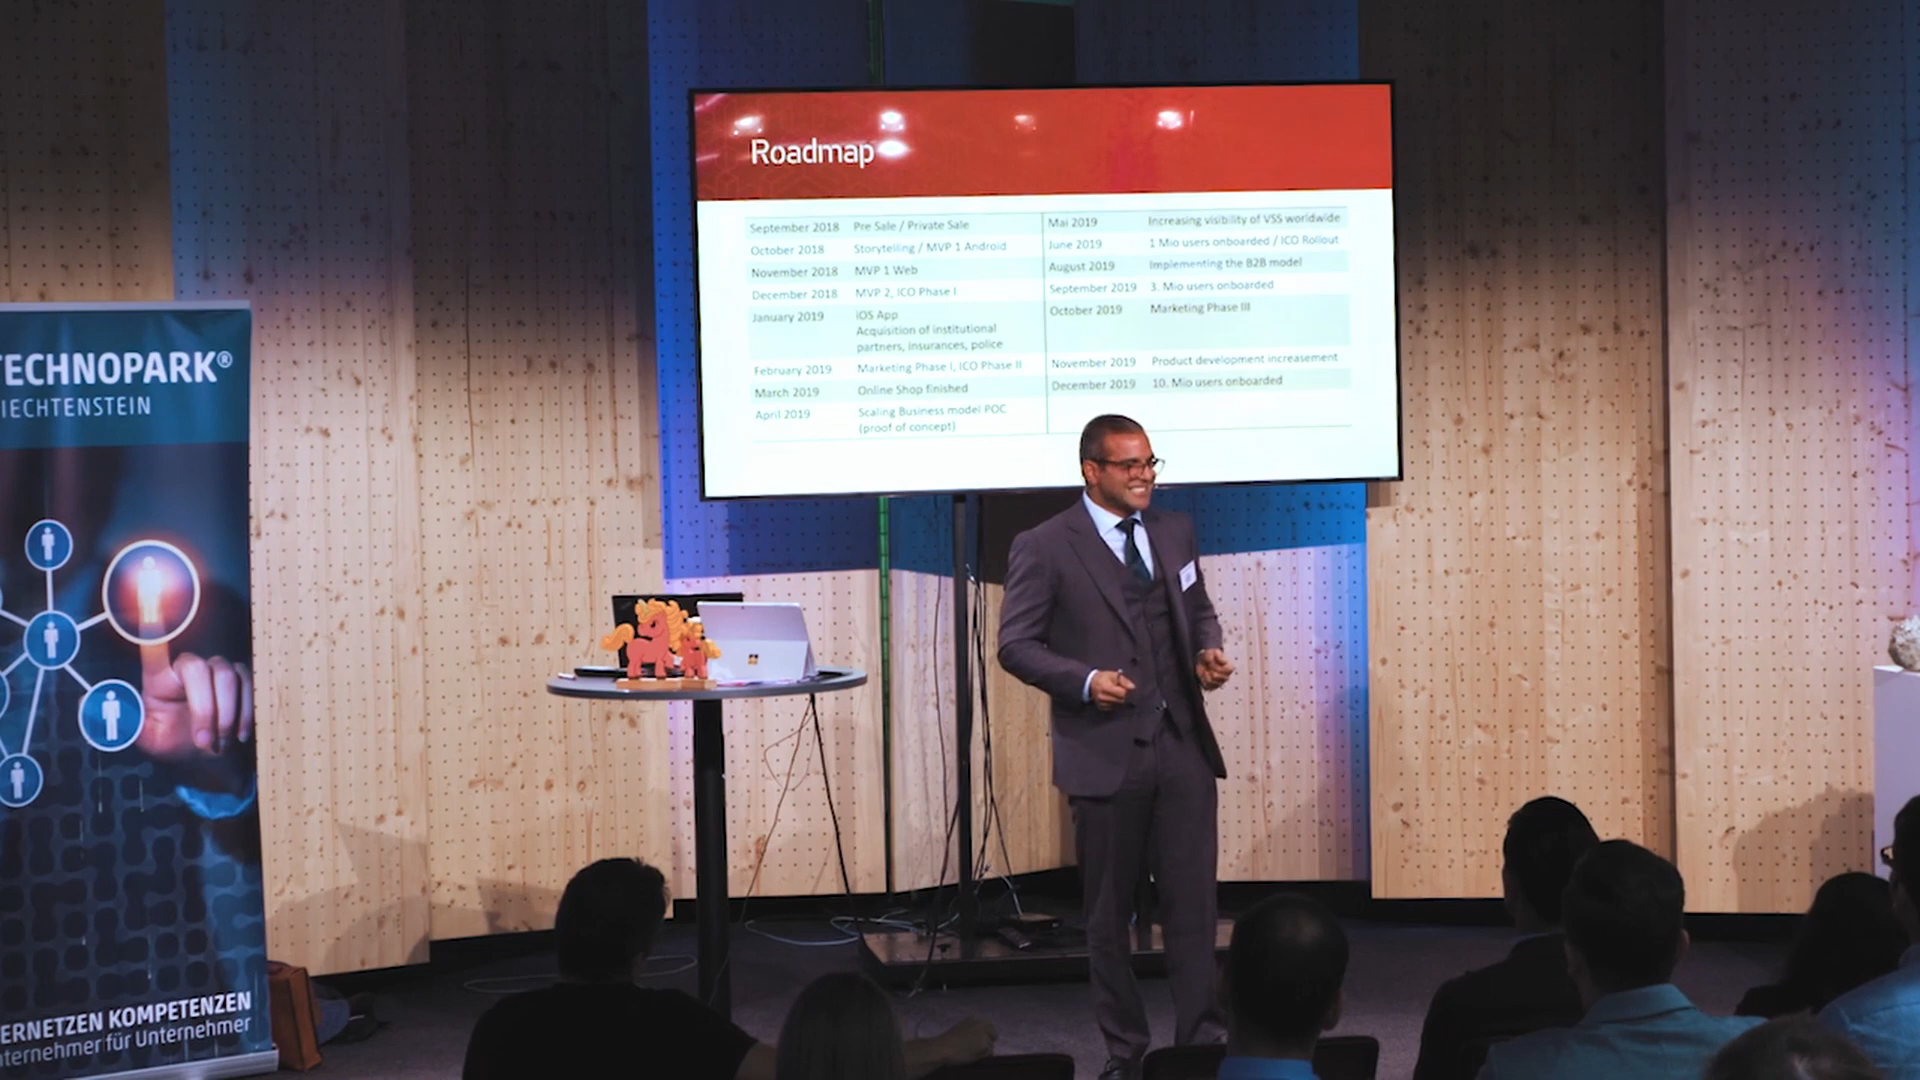 Roadmap
September 2018 Pre Sale / Private Sale
October 2018 Storytelling / MVP 1 Android
November 2018 MVP 1 Web
December 2018 MVP 2, ICO Phase I
January 2019 iOS App
Acquisition of institutional
partners, insurances, police
February 2019 Marketing Phase I, ICO Phase II
March 2019 Online Shop finished
April 2019 Scaling Business model POC
(proof of concept)
Mai 2019 Increasing visibility of VSS worldwide
June 2019 1 Mio users onboarded / ICO Rollout
August 2019 Implementing the B2B model
September 2019 3. Mio users onboarded
October 2019 Marketing Phase III
November 2019 Product development increasement
December 2019 10. Mio users onboarded
TECHNOPARK®
IECHTENSTEIN
ERNETZEN KOMPETENZEN
nternehmer für Unternehmer